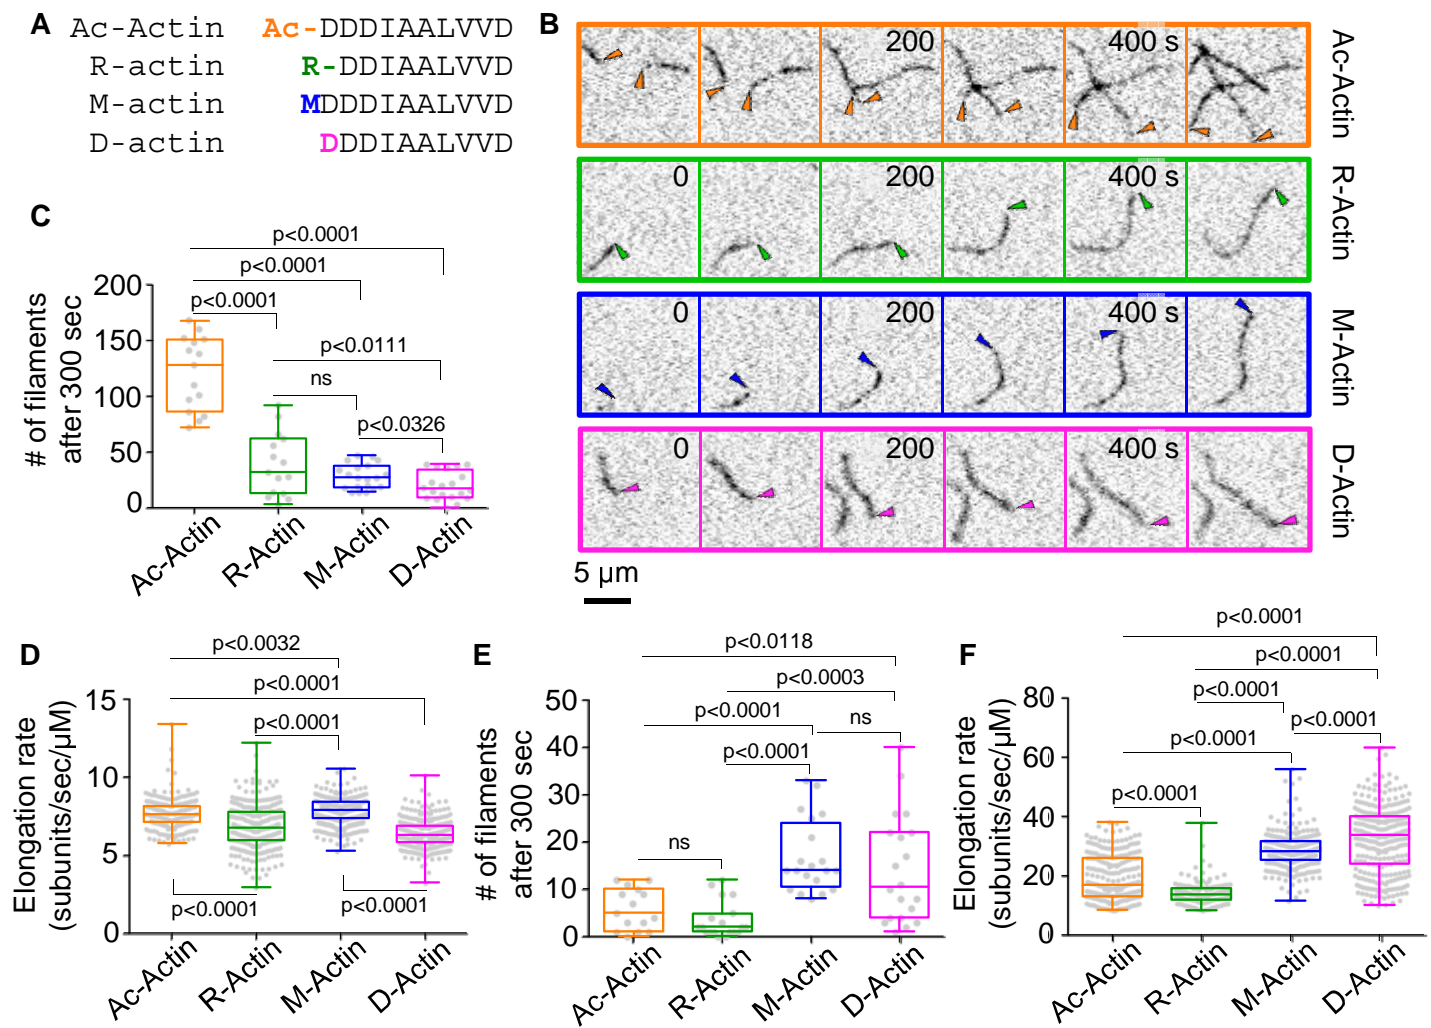 A
Ac-Actin Ac-DDDIAALVVD
R-actin R-DDIAALVVD
M-actin MDDDIAALVVD
D-actin DDDIAALVVD
B
200 400 s
Ac-Actin
0 200 400 s
R-Actin
0 200 400 s
M-Actin
0 200 400 s
D-Actin
5 µm
C
p<0.0001
p<0.0001
p<0.0001
p<0.0111
ns
p<0.0326
# of filaments
after 300 sec
200
150
100
50
0
Ac-Actin
R-Actin
M-Actin
D-Actin
D
p<0.0032
p<0.0001
p<0.0001
Elongation rate
(subunits/sec/µM)
15
10
5
0
p<0.0001
p<0.0001
Ac-Actin
R-Actin
M-Actin
D-Actin
E
p<0.0118
p<0.0003
p<0.0001
ns
p<0.0001
ns
# of filaments
after 300 sec
50
40
30
20
10
0
Ac-Actin
R-Actin
M-Actin
D-Actin
F
p<0.0001
p<0.0001
p<0.0001
p<0.0001
p<0.0001
p<0.0001
Elongation rate
(subunits/sec/µM)
80
60
40
20
0
Ac-Actin
R-Actin
M-Actin
D-Actin